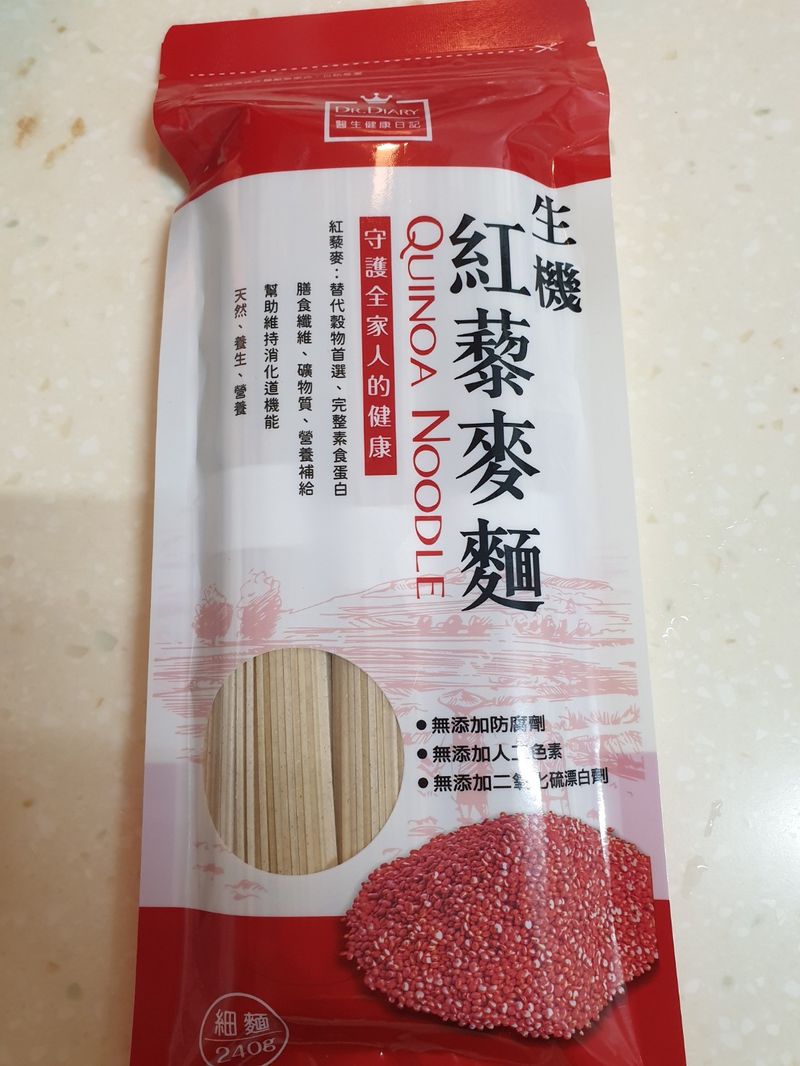 DR.DIARY
醫生健康日記
生機
紅藜麥麵
QUINOA NOODLE
守護全家人的健康
紅藜麥：替代穀物首選、完整素食蛋白
膳食纖維、礦物質、營養補給
幫助維持消化道機能
天然、養生、營養
●無添加防腐劑
●無添加人工色素
●無添加二氧化硫漂白劑
細麵
240g